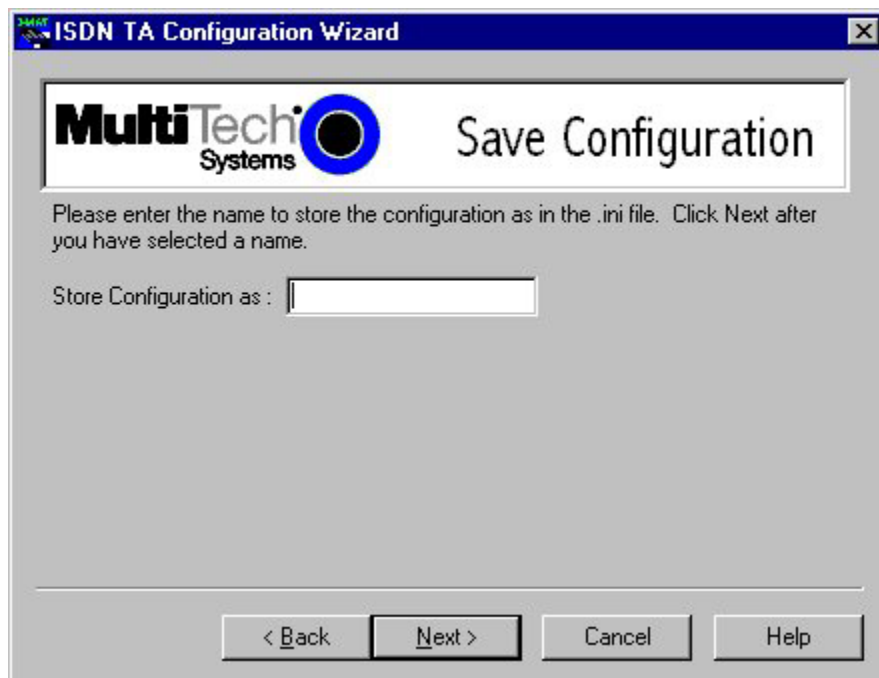 ISDN TA Configuration Wizard
MultiTech
Systems
Save Configuration
Please enter the name to store the configuration as in the .ini file. Click Next after
you have selected a name.
Store Configuration as :
< Back
Next >
Cancel
Help